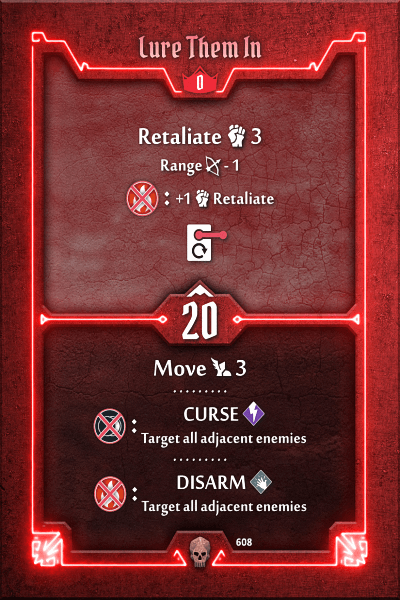 Lure Them In
0
Retaliate 3
Range - 1
: +1 Retaliate
20
Move 3
CURSE
: Target all adjacent enemies
DISARM
: Target all adjacent enemies
608